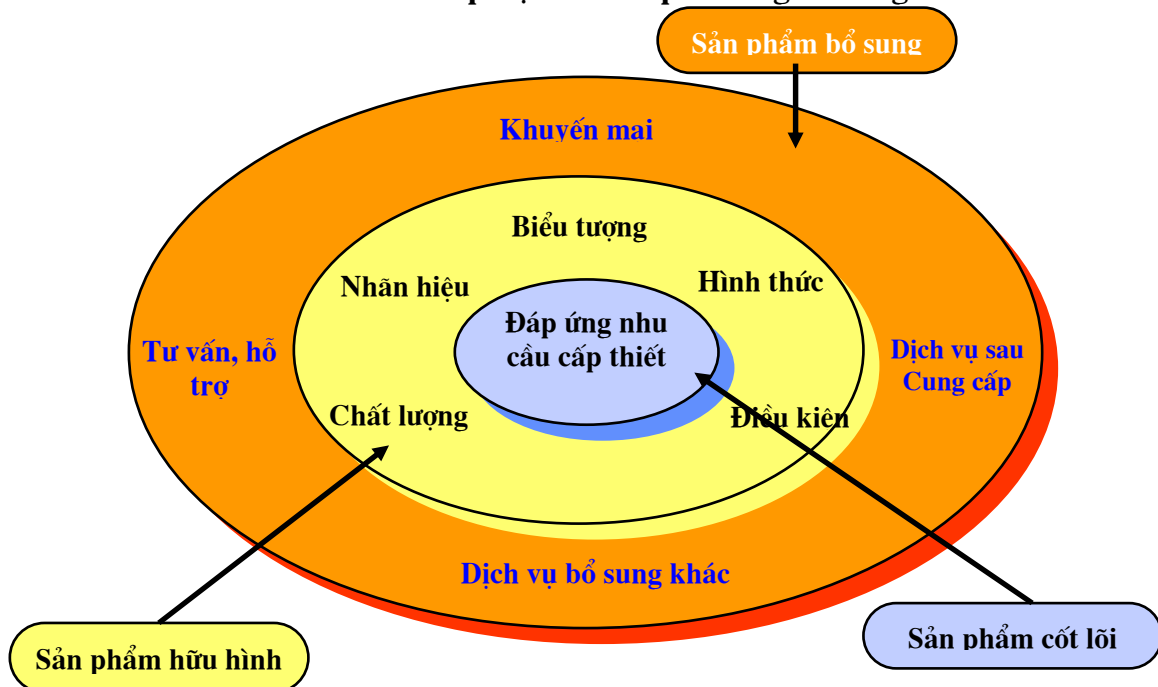 Sản phẩm bổ sung
Khuyến mai
Biểu tượng
Nhãn hiệu
Hình thức
Đáp ứng nhu
cầu cấp thiết
Tư vấn, hỗ
trợ
Dịch vụ sau
Cung cấp
Chất lượng
Điều kiên
Dịch vụ bổ sung khác
Sản phẩm hữu hình
Sản phẩm cốt lõi